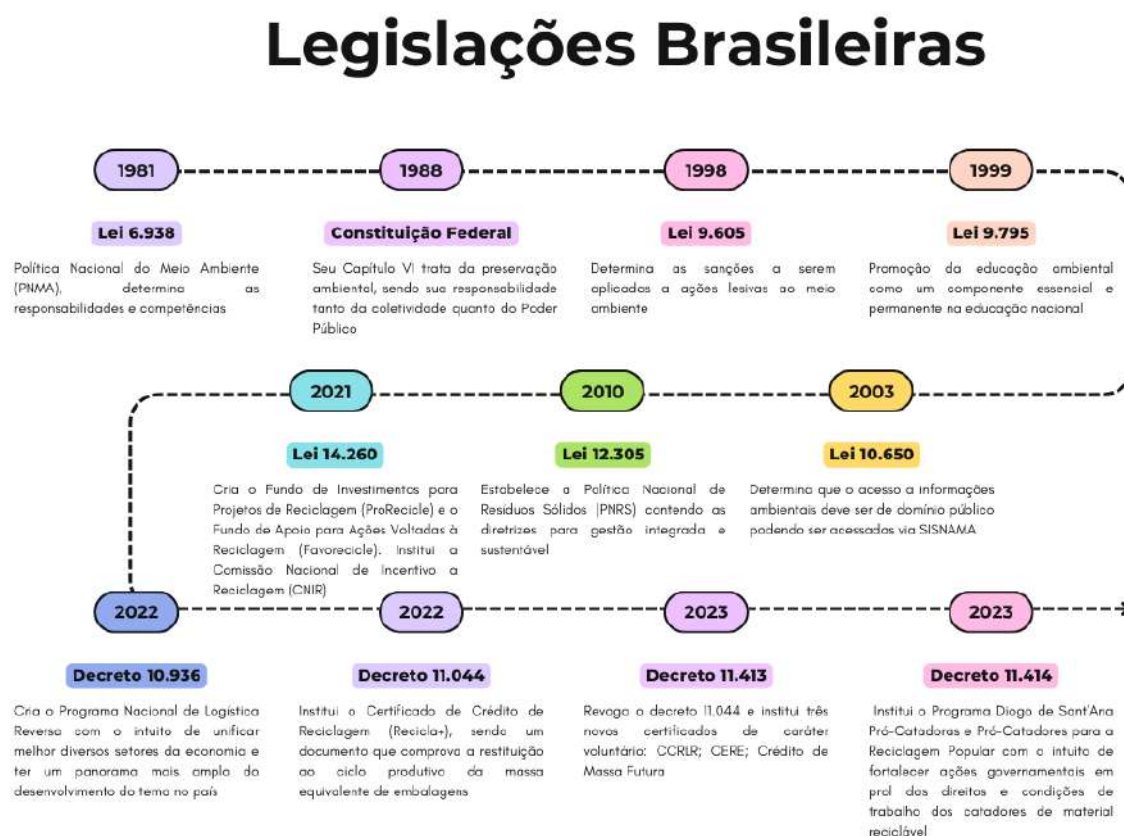 Legislações Brasileiras
1981
1988
1998
1999
Lei 6.938
Política Nacional do Meio Ambiente
(PNMA), determina as
responsabilidades e competências
Constituição Federal
Seu Capítulo VI trata da preservação
ambiental, sendo sua responsabilidade
tanto da coletividade quanto do Poder
Público
Lei 9.605
Determina as sanções a serem
aplicadas a ações lesivas ao meio
ambiente
Lei 9.795
Promoção da educação ambiental
como um componente essencial e
permanente na educação nacional
2021
2010
2003
Lei 14.260
Cria o Fundo de Investimentos para
Projetos de Reciclagem (ProRecicle) e o
Fundo de Apoio para Ações Voltadas à
Reciclagem (Favorecicle). Institui a
Comissão Nacional de Incentivo a
Reciclagem (CNIR)
Lei 12.305
Estabelece a Política Nacional de
Resíduos Sólidos (PNRS) contendo as
diretrizes para gestão integrada e
sustentável
Lei 10.650
Determina que o acesso a informações
ambientais deve ser de domínio público
podendo ser acessadas via SISNAMA
2022
2022
2023
2023
Decreto 10.936
Cria o Programa Nacional de Logística
Reversa com o intuito de unificar
melhor diversos setores da economia e
ter um panorama mais amplo do
desenvolvimento do tema no país
Decreto 11.044
Institui o Certificado de Crédito de
Reciclagem (Recicla+), sendo um
documento que comprova a restituição
ao ciclo produtivo da massa
equivalente de embalagens
Decreto 11.413
Revoga o decreto 11.044 e institui três
novos certificados de caráter
voluntário: CCRLR; CERE; Crédito de
Massa Futura
Decreto 11.414
Institui o Programa Diogo de Sant'Ana
Pró-Catadoras e Pró-Catadores para a
Reciclagem Popular com o intuito de
fortalecer ações governamentais em
prol dos direitos e condições de
trabalho dos catadores de material
reciclável